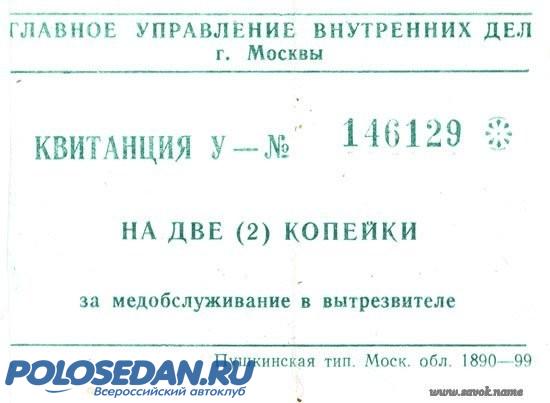 ГЛАВНОЕ УПРАВЛЕНИЕ ВНУТРЕННИХ ДЕЛ
г. Москвы
КВИТАНЦИЯ У — № 146129
НА ДВЕ (2) КОПЕЙКИ
за медобслуживание в вытрезвителе
Пушкинская тип. Моск. обл. 1890—99
POLOSEDAN.RU
Всероссийский автоклуб
www.savok.name